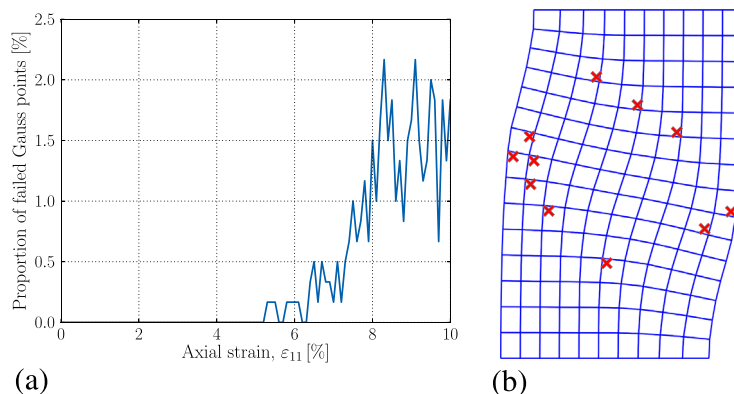 2.5
2.0
1.5
1.0
0.5
0.0
Proportion of failed Gauss points [%]
0 2 4 6 8 10
Axial strain, ε₁₁ [%]
(a) (b)